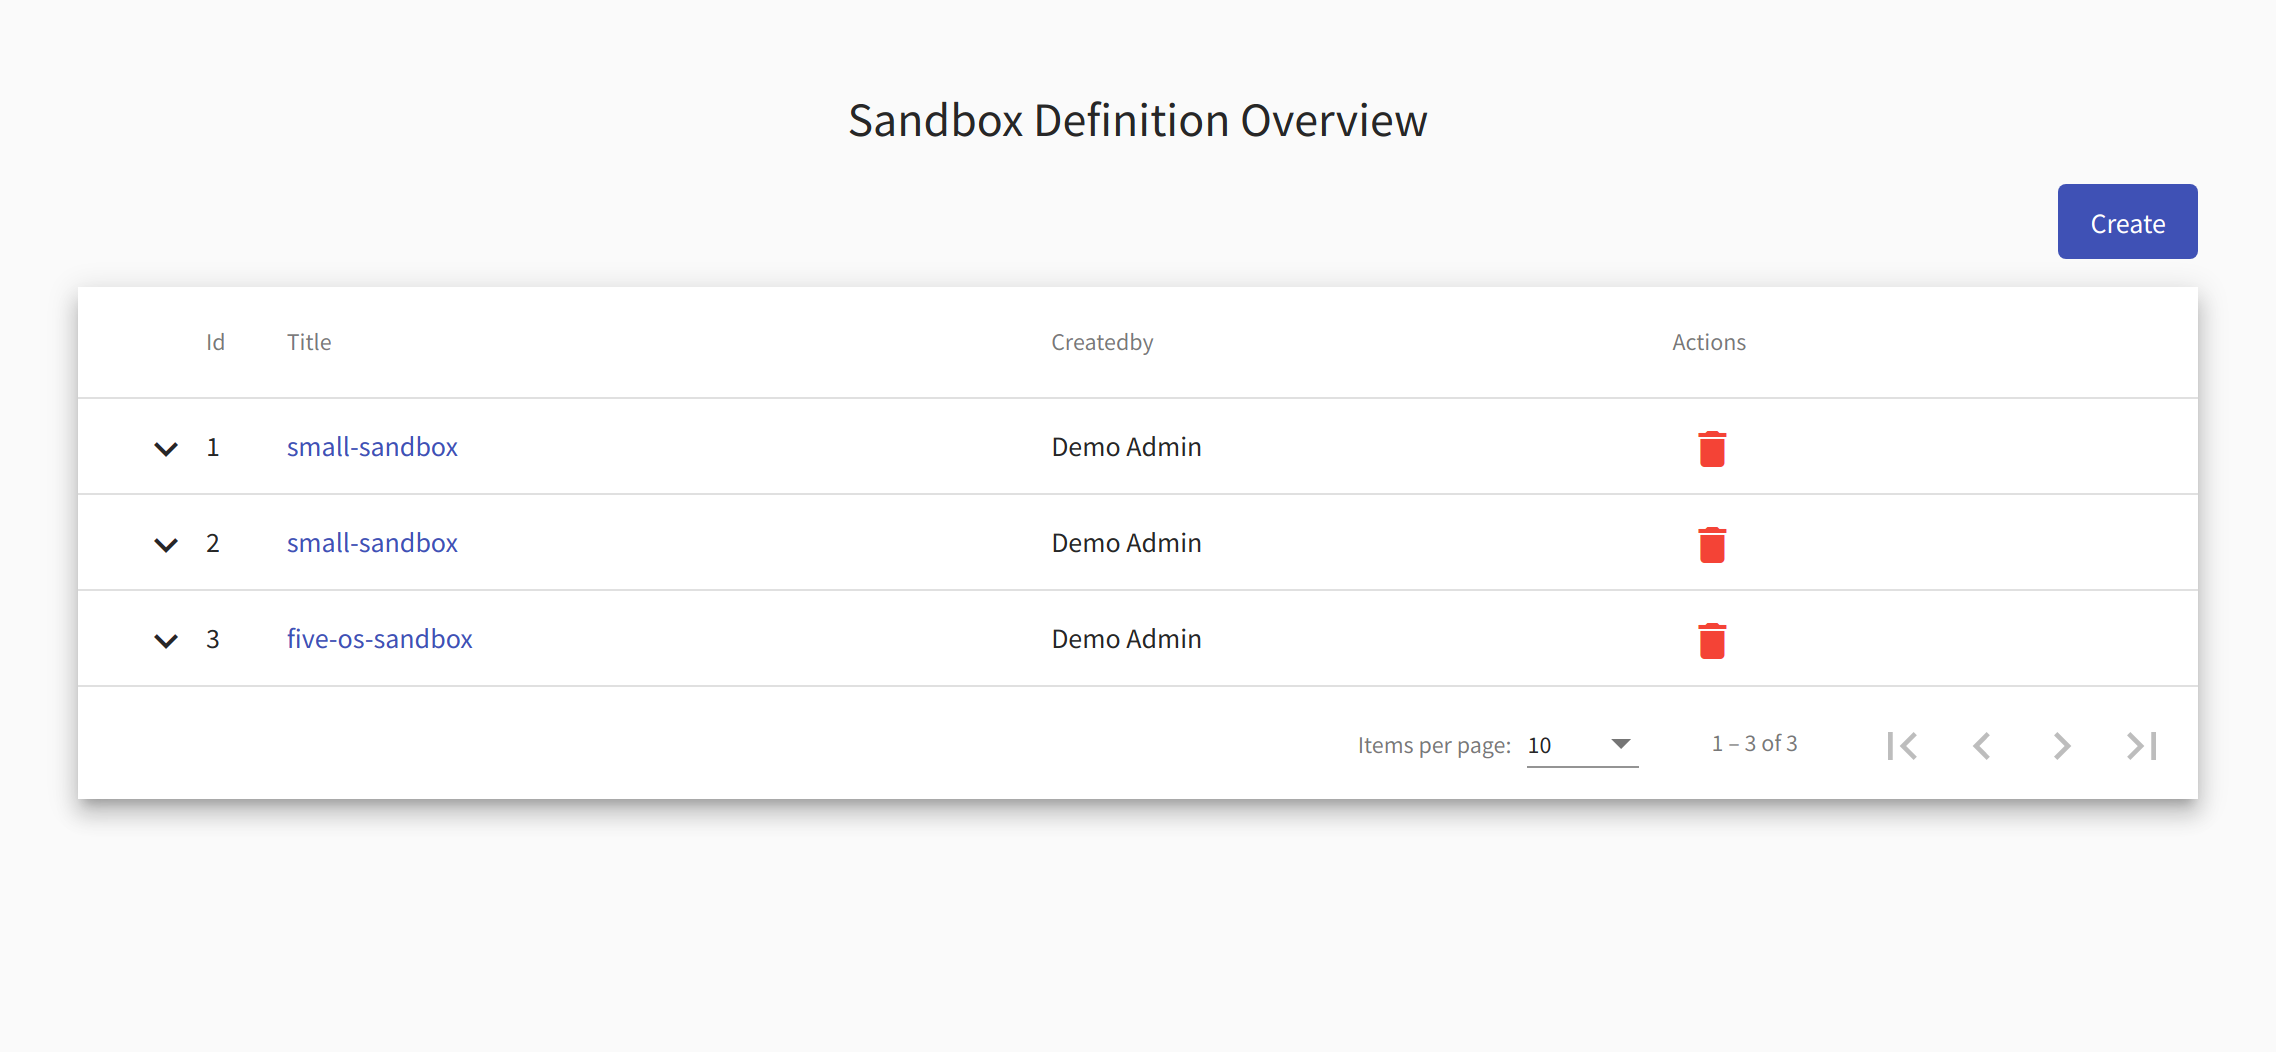 Sandbox Definition Overview
Create
Id Title Createdby Actions
1 small-sandbox Demo Admin
2 small-sandbox Demo Admin
3 five-os-sandbox Demo Admin
Items per page: 10 1 – 3 of 3